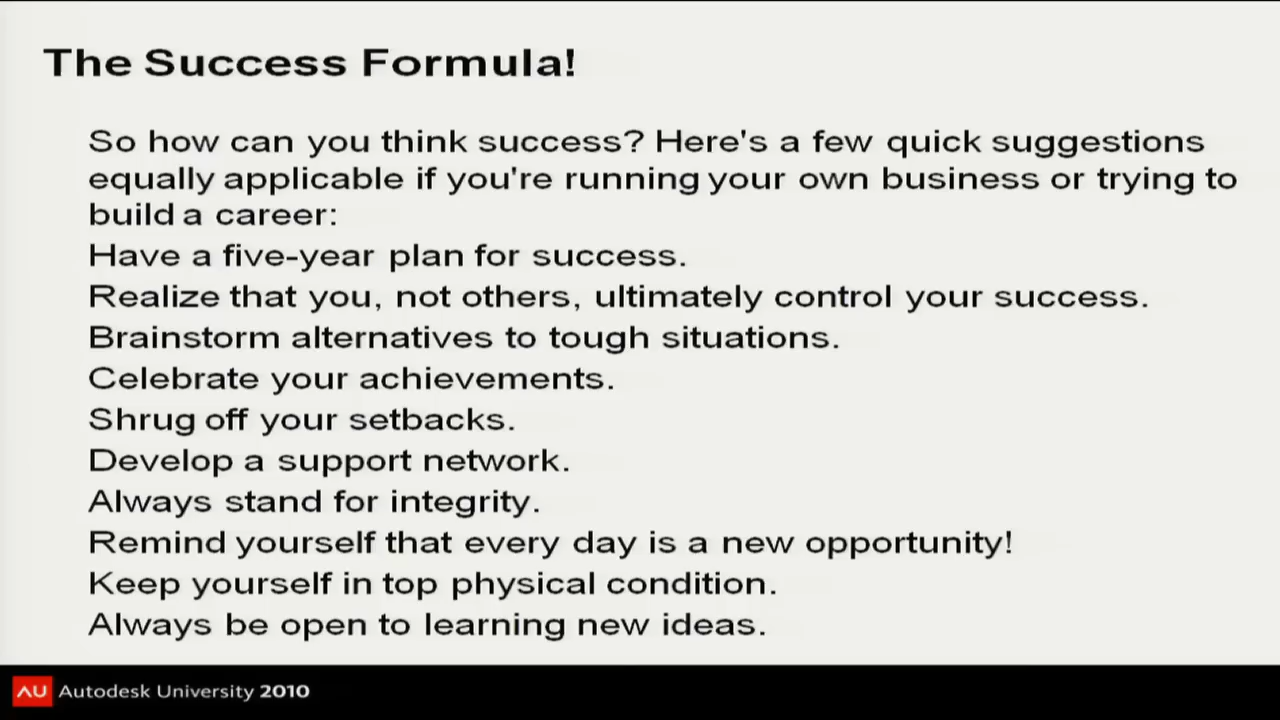 The Success Formula!
So how can you think success? Here's a few quick suggestions
equally applicable if you're running your own business or trying to
build a career:
Have a five-year plan for success.
Realize that you, not others, ultimately control your success.
Brainstorm alternatives to tough situations.
Celebrate your achievements.
Shrug off your setbacks.
Develop a support network.
Always stand for integrity.
Remind yourself that every day is a new opportunity!
Keep yourself in top physical condition.
Always be open to learning new ideas.
AU Autodesk University 2010